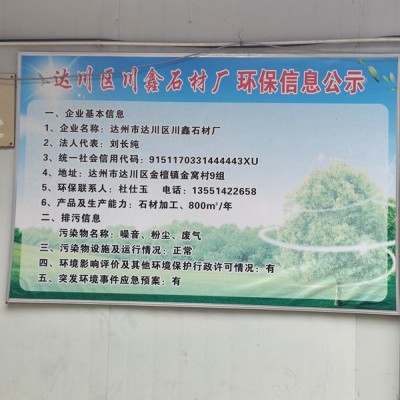 达川区川鑫石材厂 环保信息公示
一、企业基本信息
1、企业名称：达州市达川区川鑫石材厂
2、法人代表：刘长纯
3、统一社会信用代码：9151170331444443XU
4、地址：达州市达川区金檀镇金窝村9组
5、环保联系人：杜仕玉 电话：13551422658
6、产品及生产能力：石材加工、800㎡/年
二、排污信息
污染物名称：噪音、粉尘、废气
三、污染物设施及运行情况：正常
四、环境影响评价及其他环境保护行政许可情况：有
五、突发环境事件应急预案：有